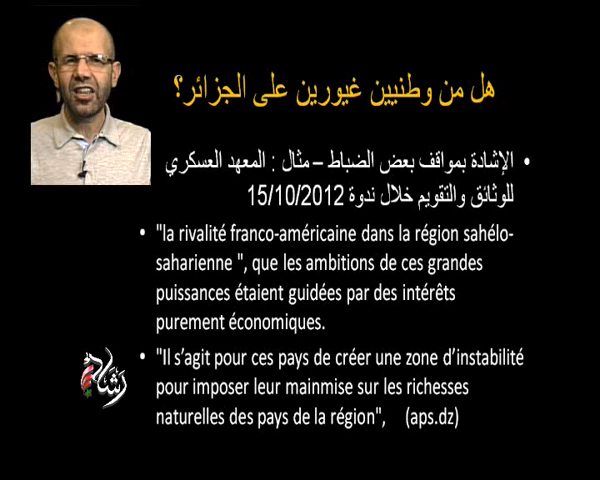 هل من وطنيين غيورين على الجزائر؟
• الإشادة بمواقف بعض الضباط – مثال : المعهد العسكري
للوثائق والتقويم خلال ندوة 15/10/2012
• "la rivalité franco-américaine dans la région sahélo-
saharienne ", que les ambitions de ces grandes
puissances étaient guidées par des intérêts
purement économiques.
• "Il s’agit pour ces pays de créer une zone d’instabilité
pour imposer leur mainmise sur les richesses
naturelles des pays de la région", (aps.dz)
رشاد